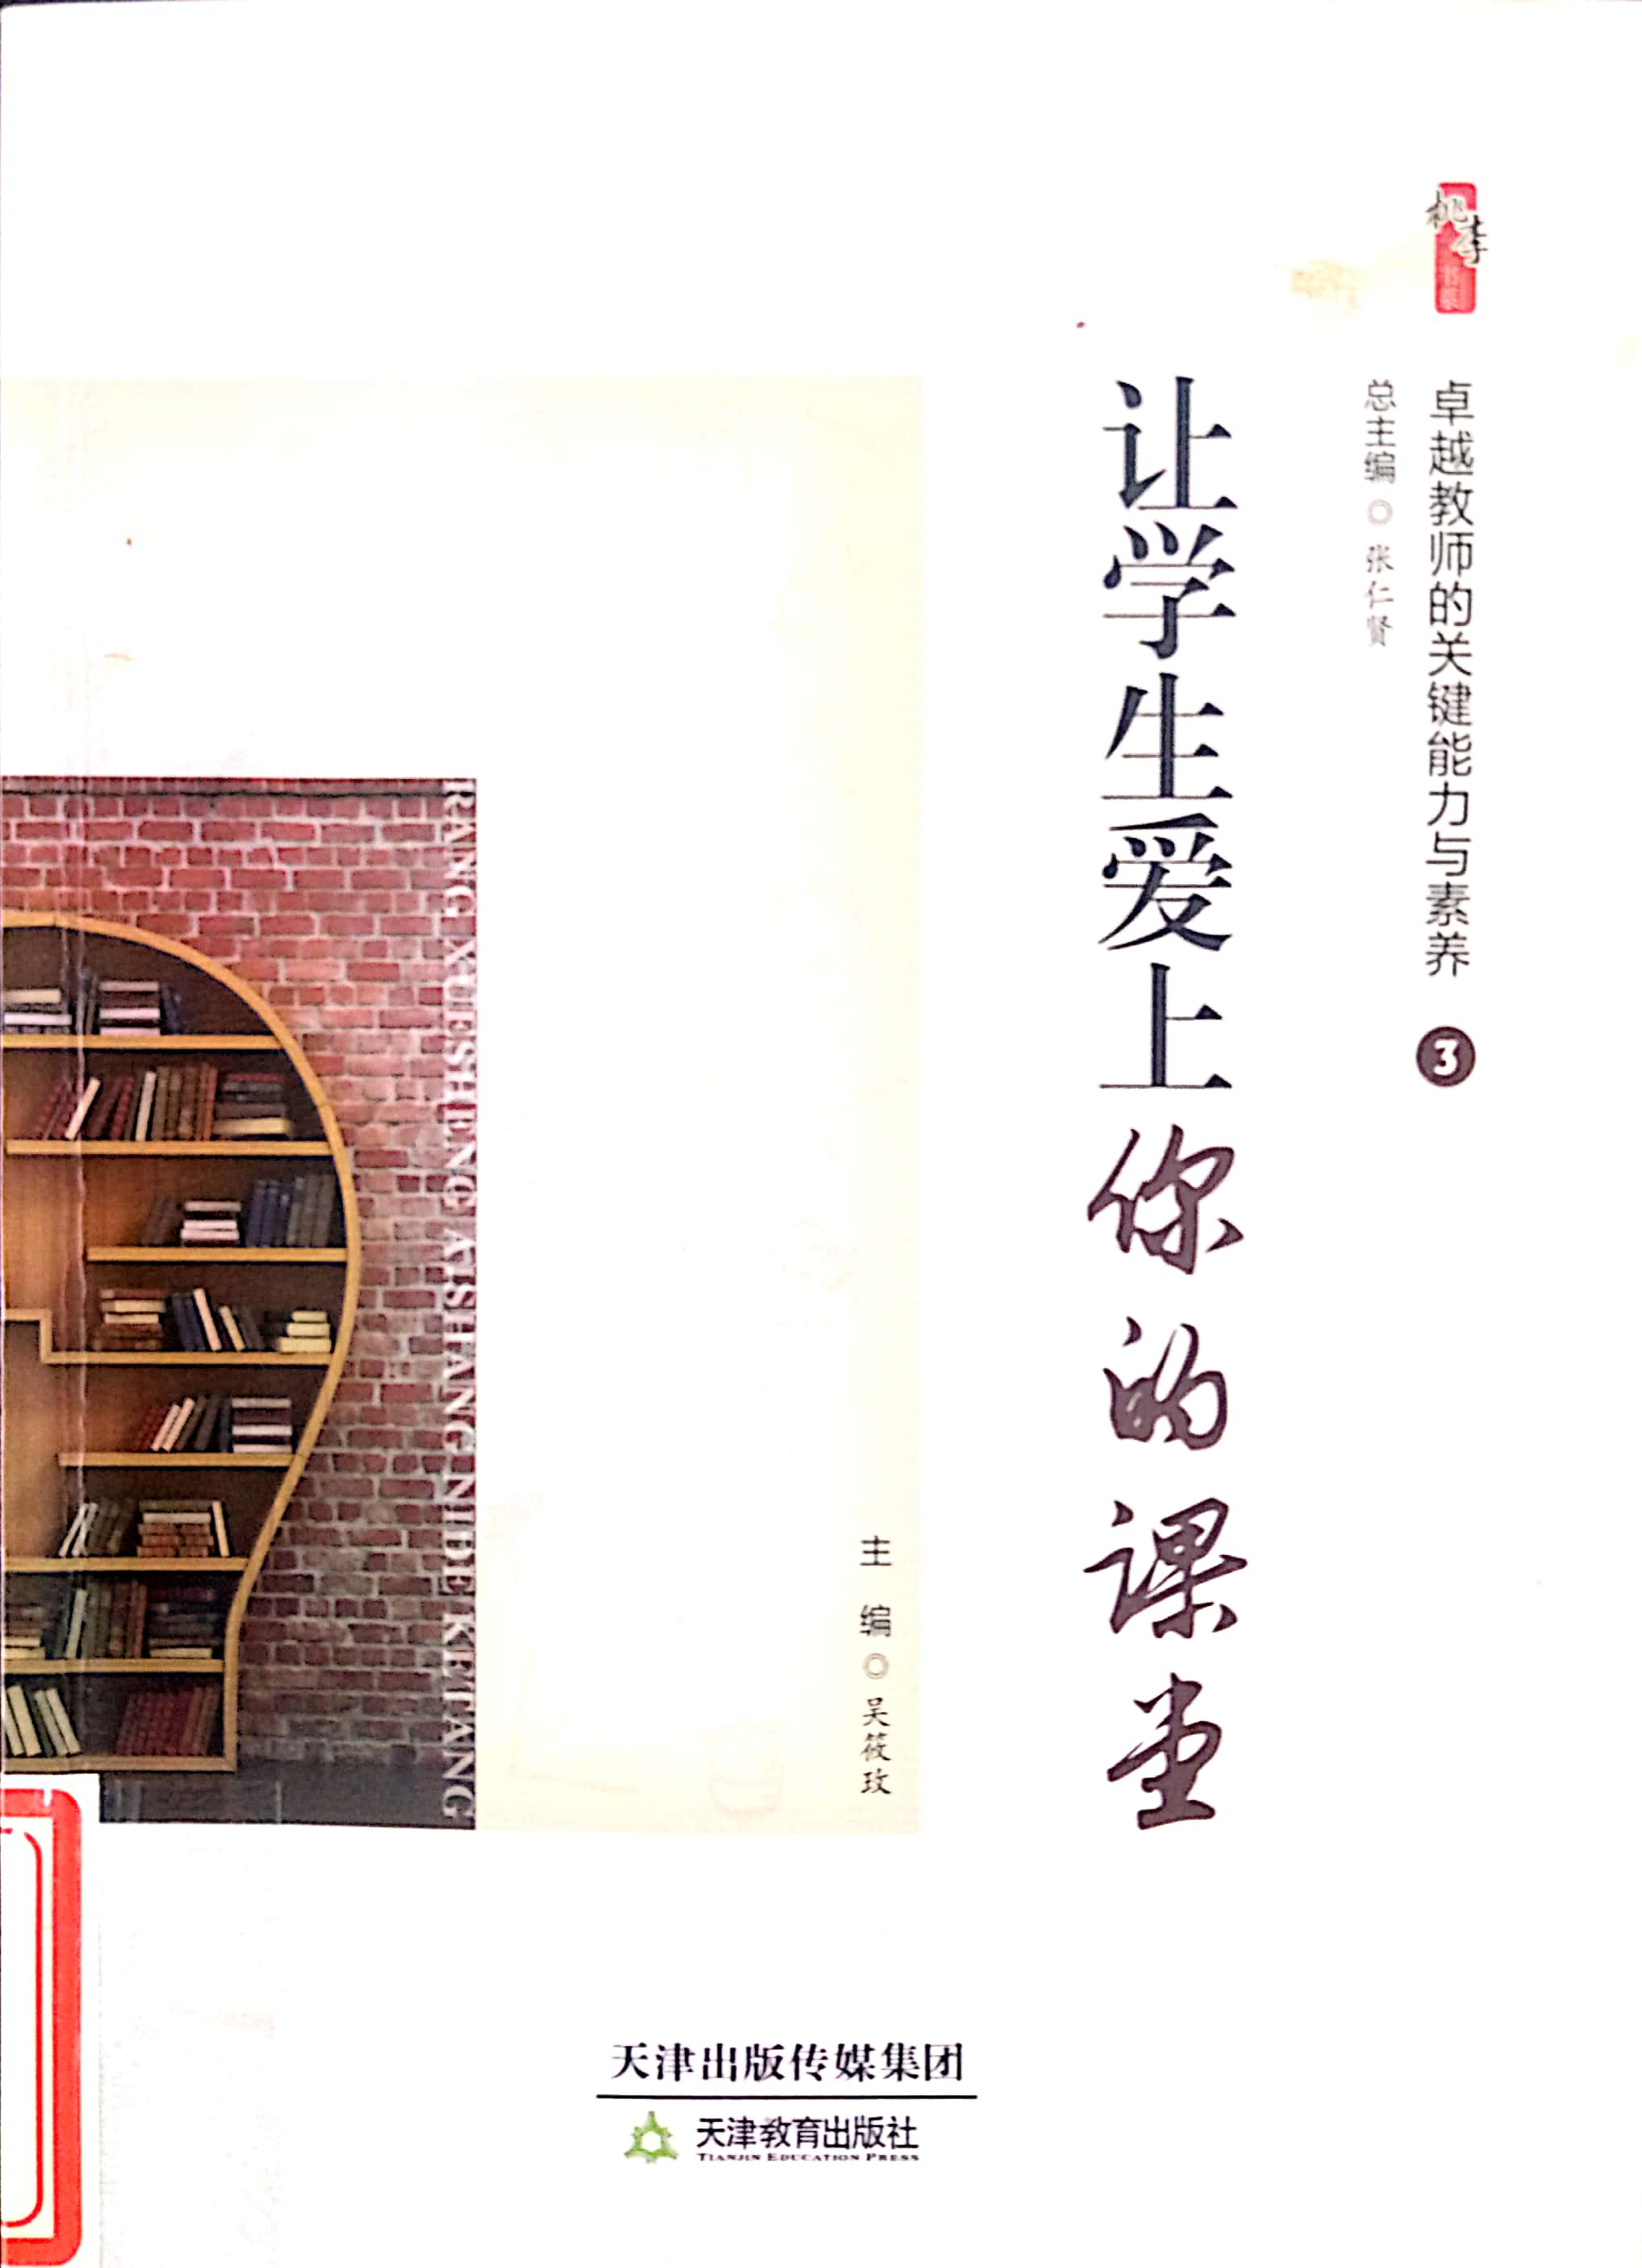 桃李
书系
卓越教师的关键能力与素养 3
总主编◎张仁贤
让学生爱上你的课堂
主编◎吴筱玫
RANG XUESHENG AISHANG NIDE KETANG
天津出版传媒集团
天津教育出版社
TIANJIN EDUCATION PRESS